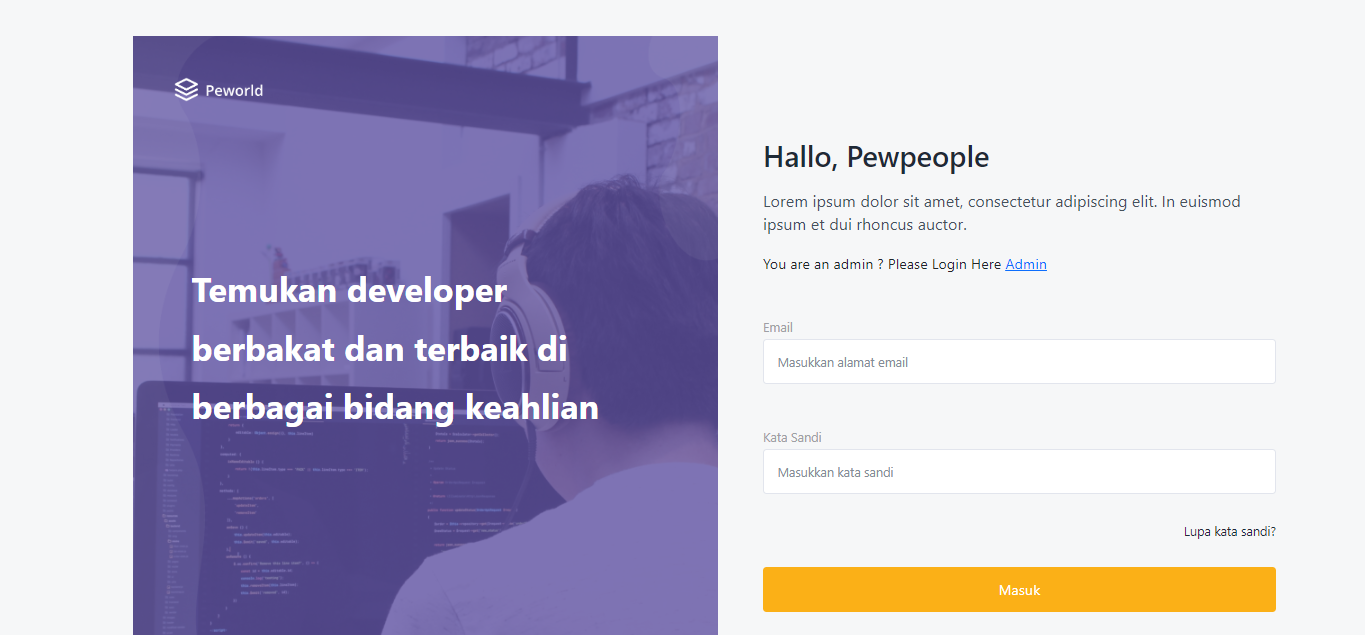 Peworld
Temukan developer
berbakat dan terbaik di
berbagai bidang keahlian
Hallo, Pewpeople
Lorem ipsum dolor sit amet, consectetur adipiscing elit. In euismod
ipsum et dui rhoncus auctor.
You are an admin ? Please Login Here Admin
Email
Masukkan alamat email
Kata Sandi
Masukkan kata sandi
Lupa kata sandi?
Masuk